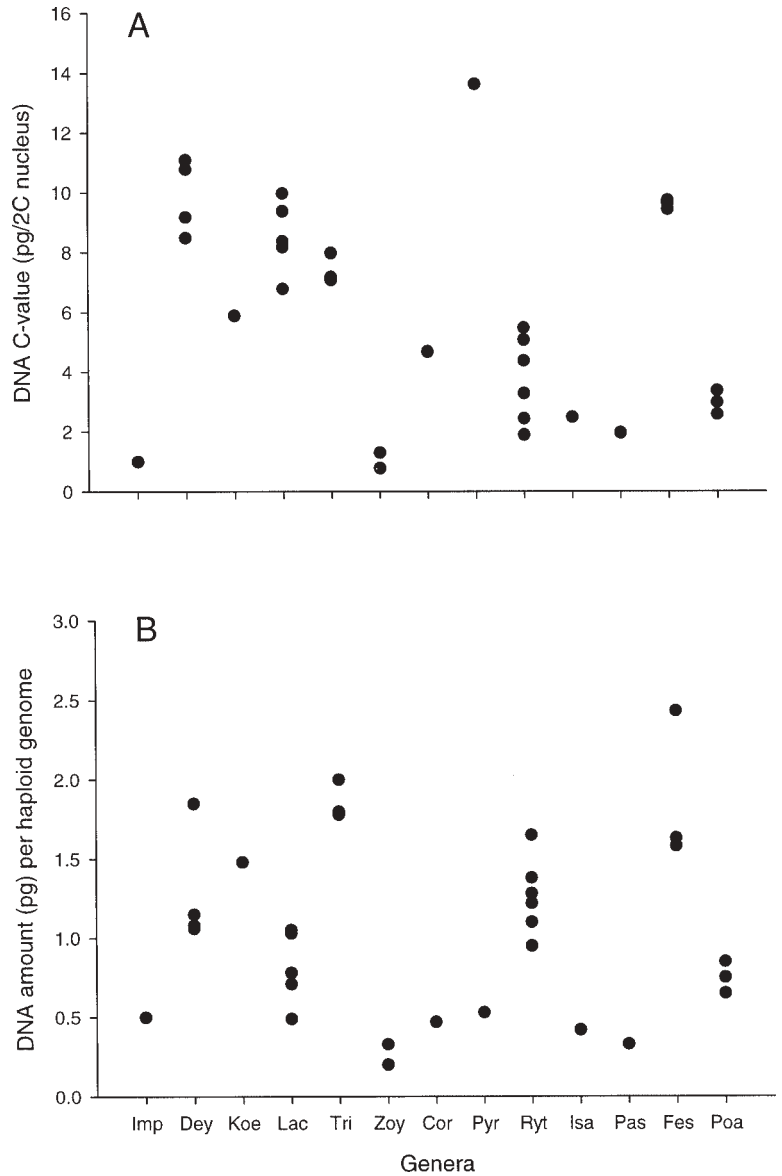 A
DNA C-value (pg/2C nucleus)
16
14
12
10
8
6
4
2
0
B
DNA amount (pg) per haploid genome
3.0
2.5
2.0
1.5
1.0
0.5
0.0
Imp Dey Koe Lac Tri Zoy Cor Pyr Ryt Isa Pas Fes Poa
Genera